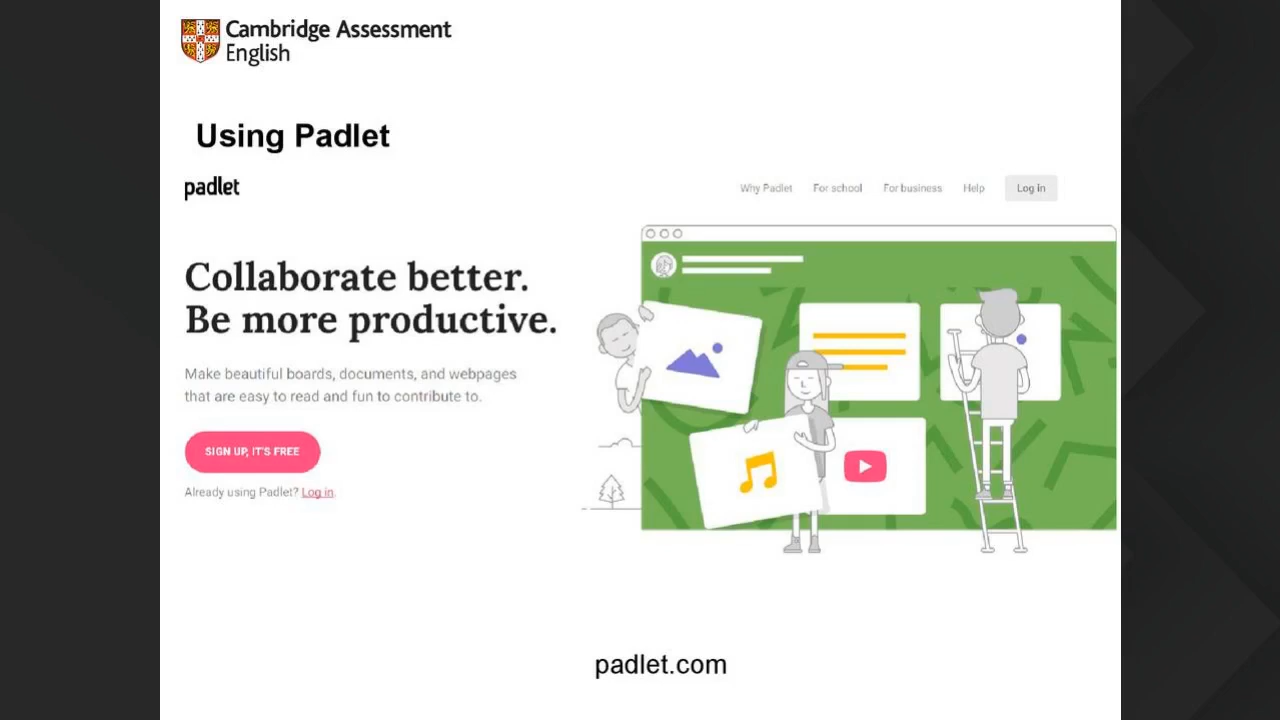 Cambridge Assessment
English
Using Padlet
padlet
Why Padlet For school For business Help Log in
Collaborate better.
Be more productive.
Make beautiful boards, documents, and webpages
that are easy to read and fun to contribute to.
SIGN UP, IT'S FREE
Already using Padlet? Log in.
padlet.com